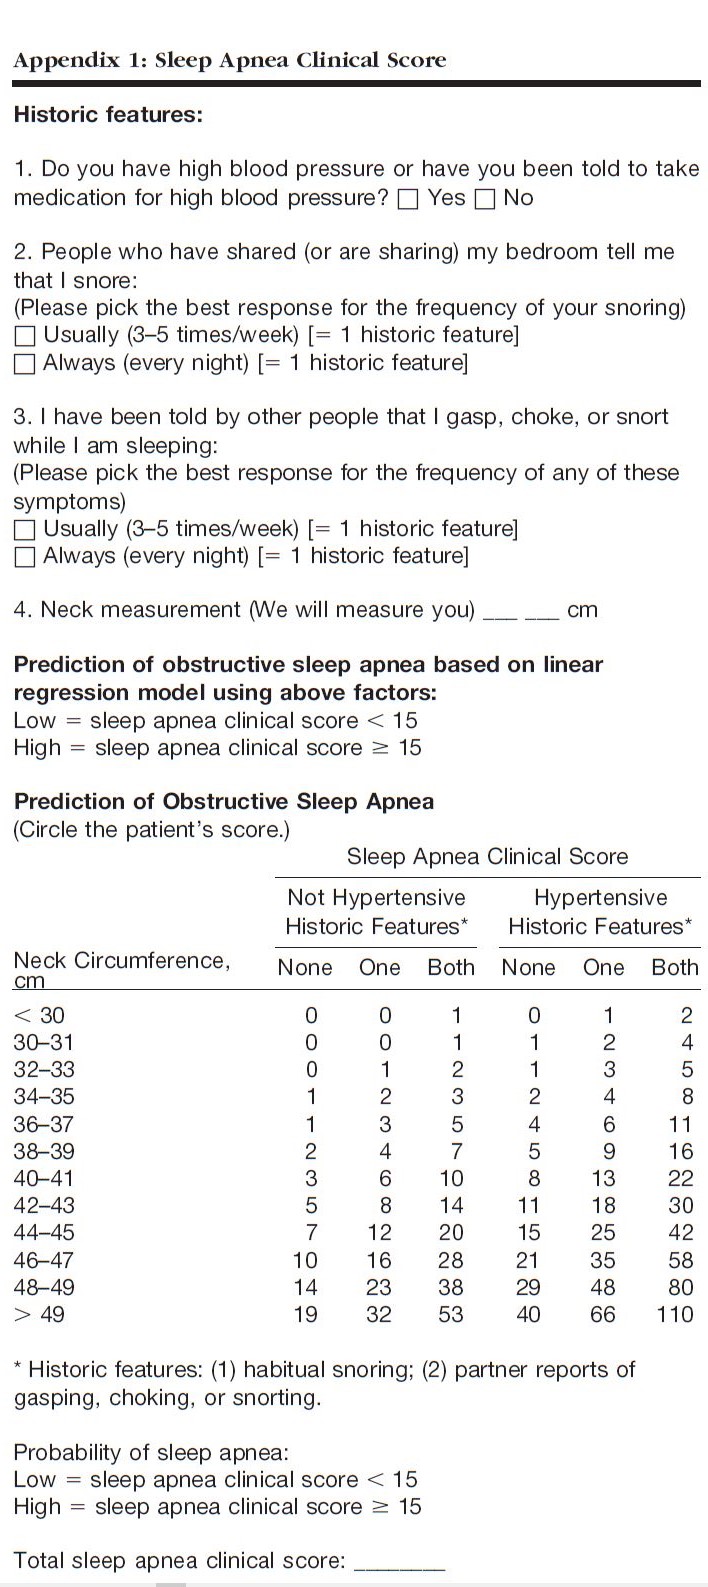 Appendix 1: Sleep Apnea Clinical Score
Historic features:
1. Do you have high blood pressure or have you been told to take
medication for high blood pressure? ☐ Yes ☐ No
2. People who have shared (or are sharing) my bedroom tell me
that I snore:
(Please pick the best response for the frequency of your snoring)
☐ Usually (3–5 times/week) [= 1 historic feature]
☐ Always (every night) [= 1 historic feature]
3. I have been told by other people that I gasp, choke, or snort
while I am sleeping:
(Please pick the best response for the frequency of any of these
symptoms)
☐ Usually (3–5 times/week) [= 1 historic feature]
☐ Always (every night) [= 1 historic feature]
4. Neck measurement (We will measure you) ___ ___ cm
Prediction of obstructive sleep apnea based on linear
regression model using above factors:
Low = sleep apnea clinical score < 15
High = sleep apnea clinical score ≥ 15
Prediction of Obstructive Sleep Apnea
(Circle the patient's score.)
Sleep Apnea Clinical Score
Not Hypertensive Hypertensive
Historic Features* Historic Features*
Neck Circumference,
cm None One Both None One Both
< 30 0 0 1 0 1 2
30–31 0 0 1 1 2 4
32–33 0 1 2 1 3 5
34–35 1 2 3 2 4 8
36–37 1 3 5 4 6 11
38–39 2 4 7 5 9 16
40–41 3 6 10 8 13 22
42–43 5 8 14 11 18 30
44–45 7 12 20 15 25 42
46–47 10 16 28 21 35 58
48–49 14 23 38 29 48 80
> 49 19 32 53 40 66 110
* Historic features: (1) habitual snoring; (2) partner reports of
gasping, choking, or snorting.
Probability of sleep apnea:
Low = sleep apnea clinical score < 15
High = sleep apnea clinical score ≥ 15
Total sleep apnea clinical score: ________